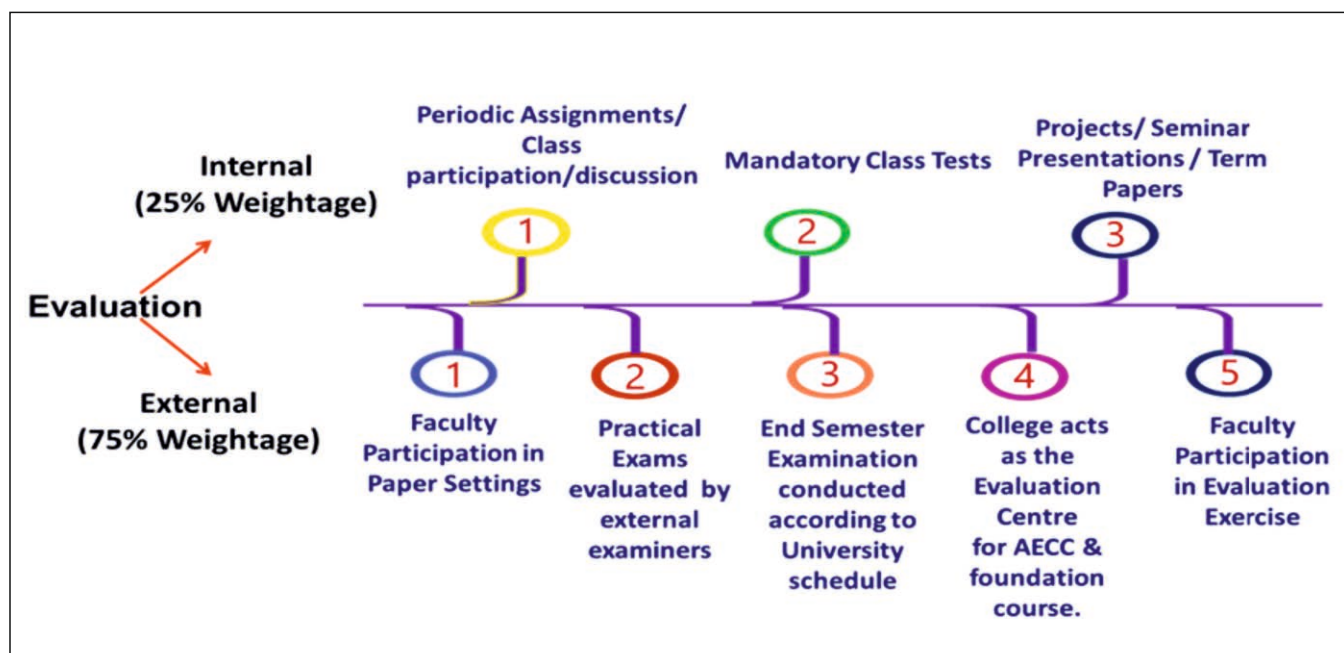 Evaluation
Internal
(25% Weightage)
Periodic Assignments/
Class
participation/discussion
1
Mandatory Class Tests
2
Projects/ Seminar
Presentations / Term
Papers
3
External
(75% Weightage)
1
Faculty
Participation in
Paper Settings
2
Practical
Exams
evaluated by
external
examiners
3
End Semester
Examination
conducted
according to
University
schedule
4
College acts
as the
Evaluation
Centre
for AECC &
foundation
course.
5
Faculty
Participation
in Evaluation
Exercise